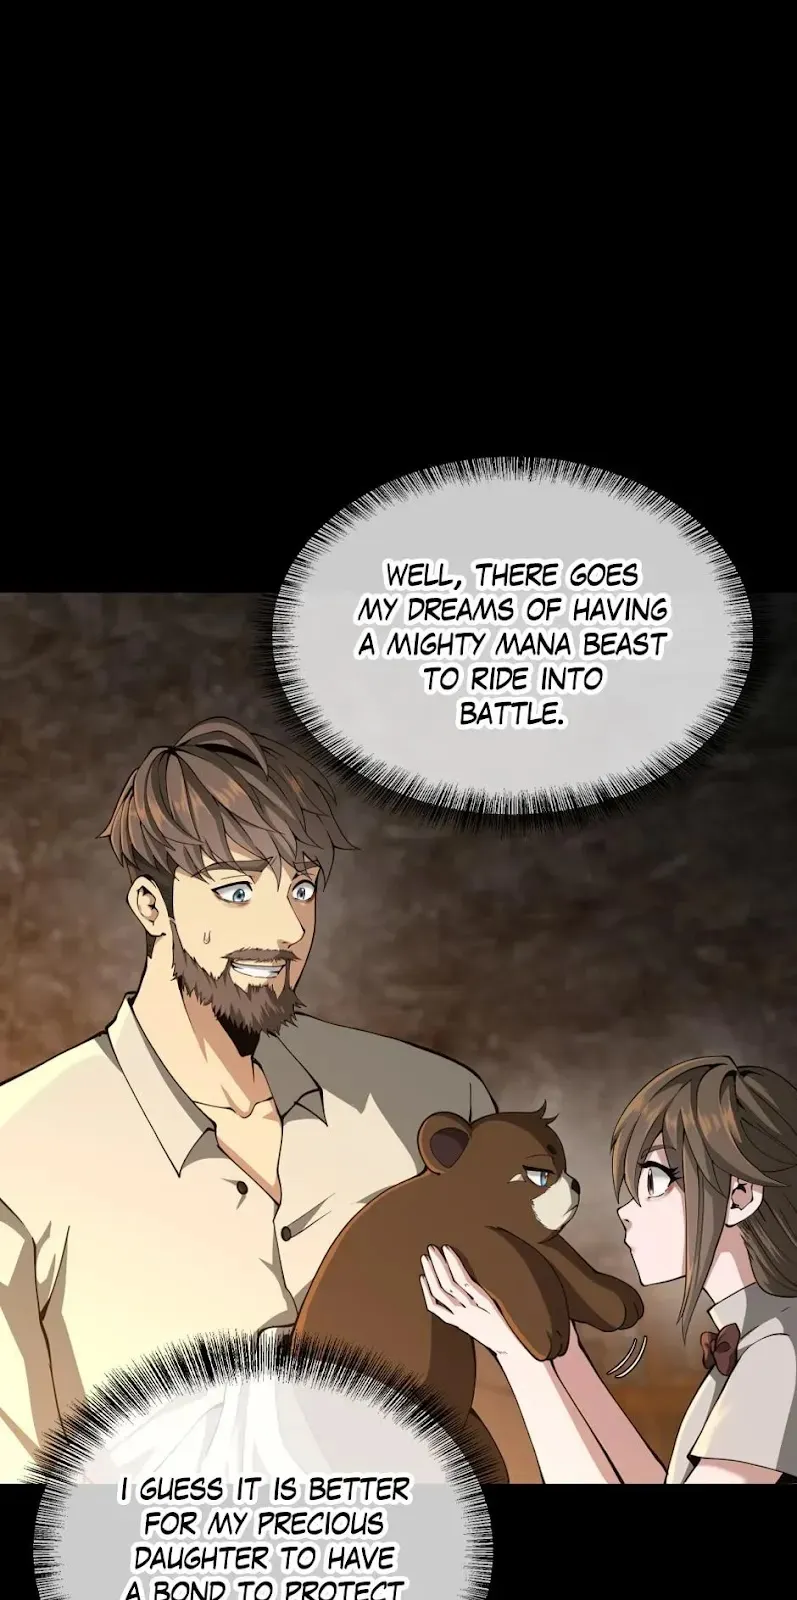 WELL, THERE GOES
MY DREAMS OF HAVING
A MIGHTY MANA BEAST
TO RIDE INTO
BATTLE.
I GUESS IT IS BETTER
FOR MY PRECIOUS
DAUGHTER TO HAVE
A BOND TO PROTECT